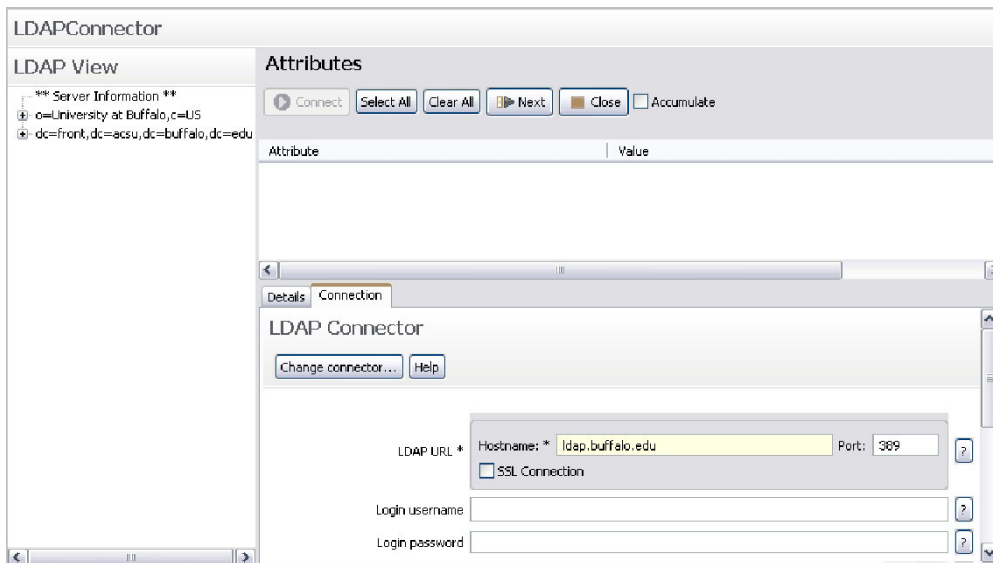 LDAPConnector
LDAP View
** Server Information **
o=University at Buffalo,c=US
dc=front,dc=acsu,dc=buffalo,dc=edu
Attributes
Connect Select All Clear All Next Close Accumulate
Attribute Value
Details Connection
LDAP Connector
Change connector... Help
LDAP URL * Hostname: * ldap.buffalo.edu Port: 389 ?
SSL Connection
Login username ?
Login password ?